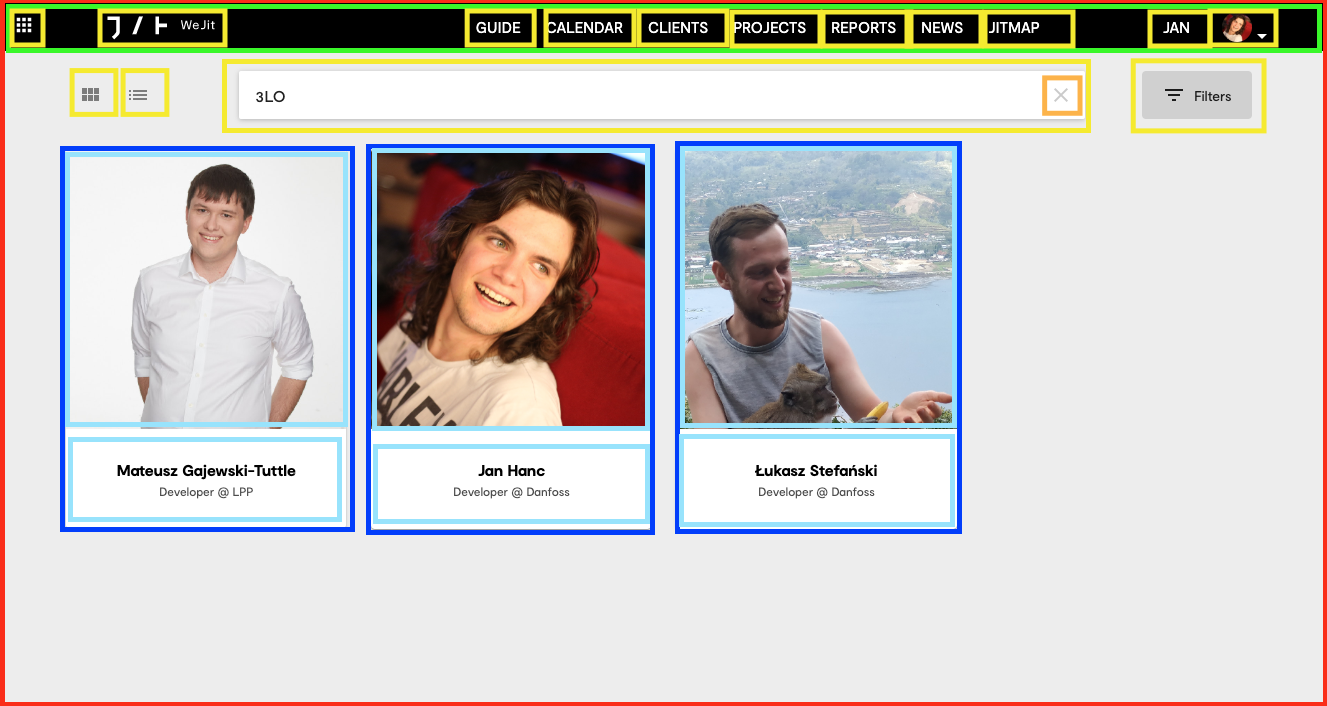 WeJit GUIDE CALENDAR CLIENTS PROJECTS REPORTS NEWS JITMAP JAN
3LO
Filters
Mateusz Gajewski-Tuttle
Developer @ LPP
Jan Hanc
Developer @ Danfoss
Łukasz Stefański
Developer @ Danfoss